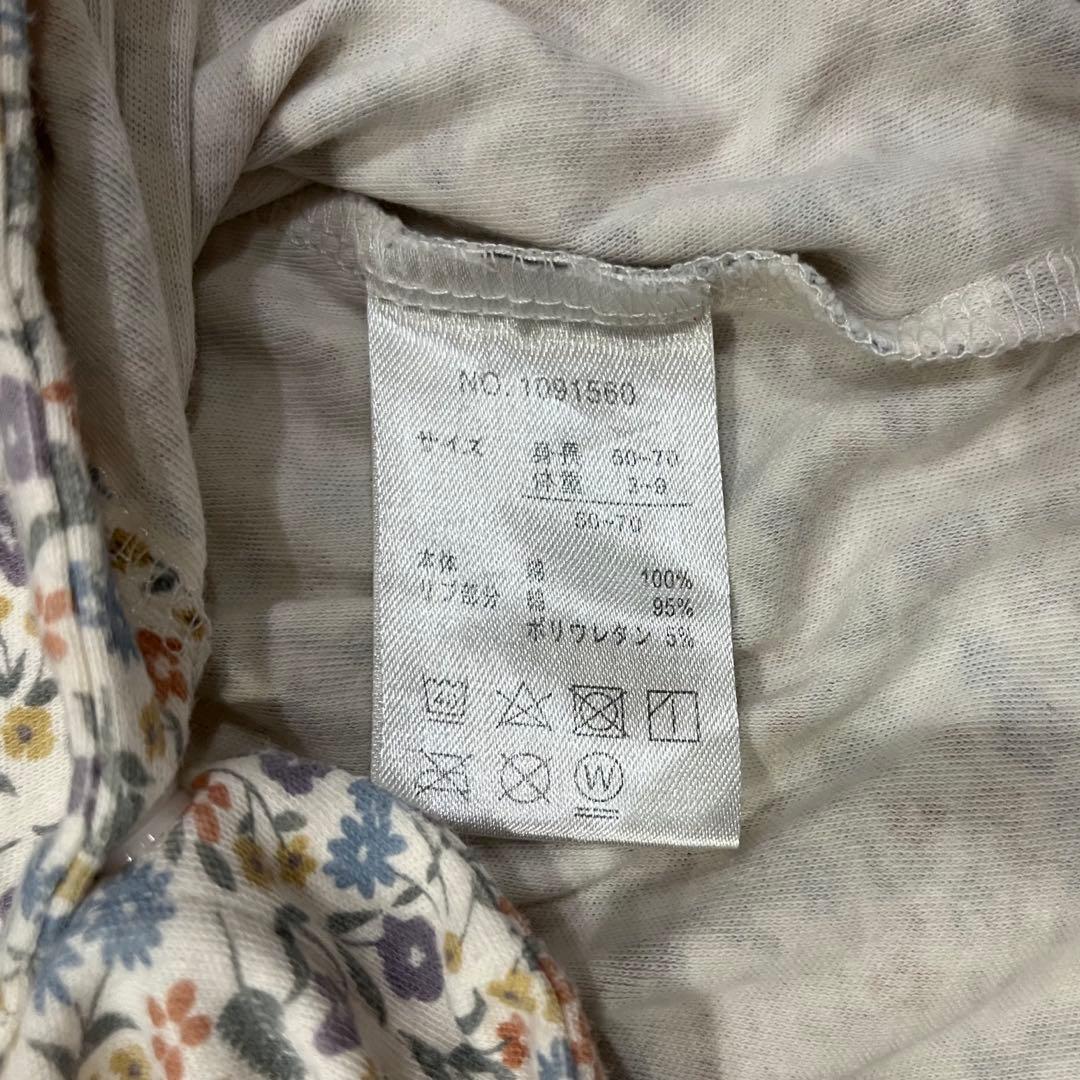 NO. 1091560
サイズ 身長 60~70
体重 3~9
60~70
本体 綿 100%
リブ部分 綿 95%
ポリウレタン 5%
W